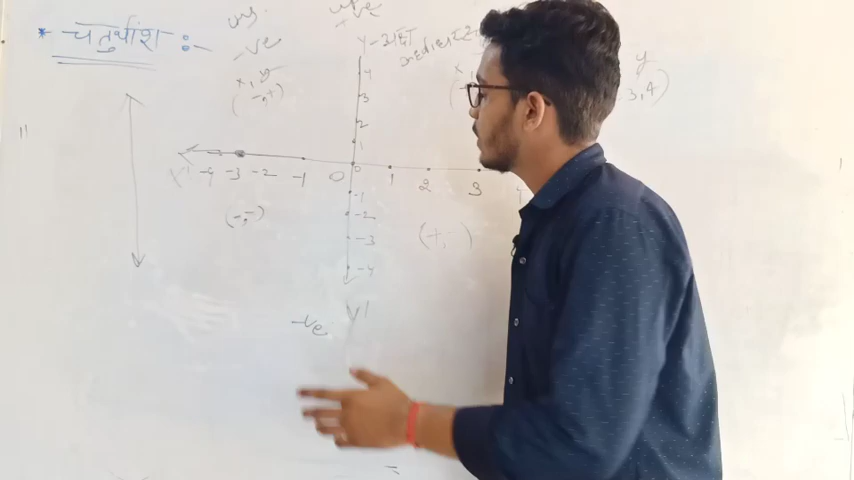 * चतुर्थांश :-
-ve
+ve
y-अक्ष
x, y
(-,+)
y
3,4)
4
3
2
1
x' -4 -3 -2 -1 0 0 1 2 3 4
-1
-2
-3
-4
(-,-)
(+,-)
y'
-ve